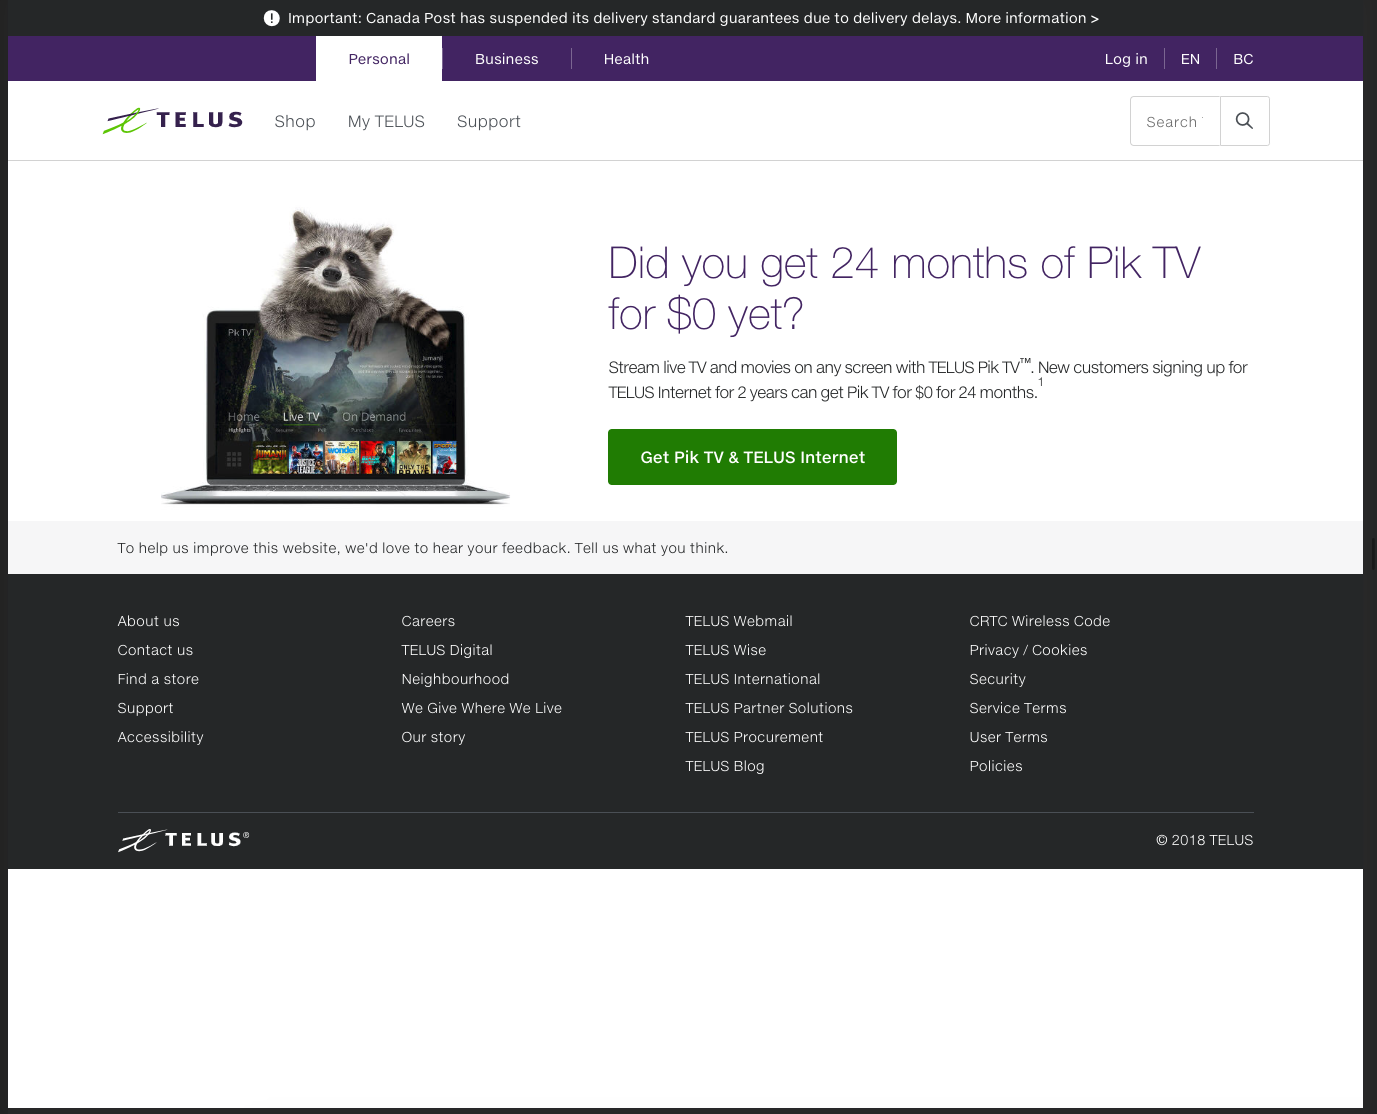 Important: Canada Post has suspended its delivery standard guarantees due to delivery delays. More information >
Personal
Business
Health
Log in
EN
BC
TELUS
Shop
My TELUS
Support
Search
Did you get 24 months of Pik TV
for $0 yet?
Stream live TV and movies on any screen with TELUS Pik TV™. New customers signing up for
TELUS Internet for 2 years can get Pik TV for $0 for 24 months.1
Get Pik TV & TELUS Internet
Pik TV
Jumanji
Home
Live TV
On Demand
Highlights
JUMANJI
wonder
ONLY THE
BRAVE
To help us improve this website, we'd love to hear your feedback. Tell us what you think.
About us
Contact us
Find a store
Support
Accessibility
Careers
TELUS Digital
Neighbourhood
We Give Where We Live
Our story
TELUS Webmail
TELUS Wise
TELUS International
TELUS Partner Solutions
TELUS Procurement
TELUS Blog
CRTC Wireless Code
Privacy / Cookies
Security
Service Terms
User Terms
Policies
TELUS®
© 2018 TELUS